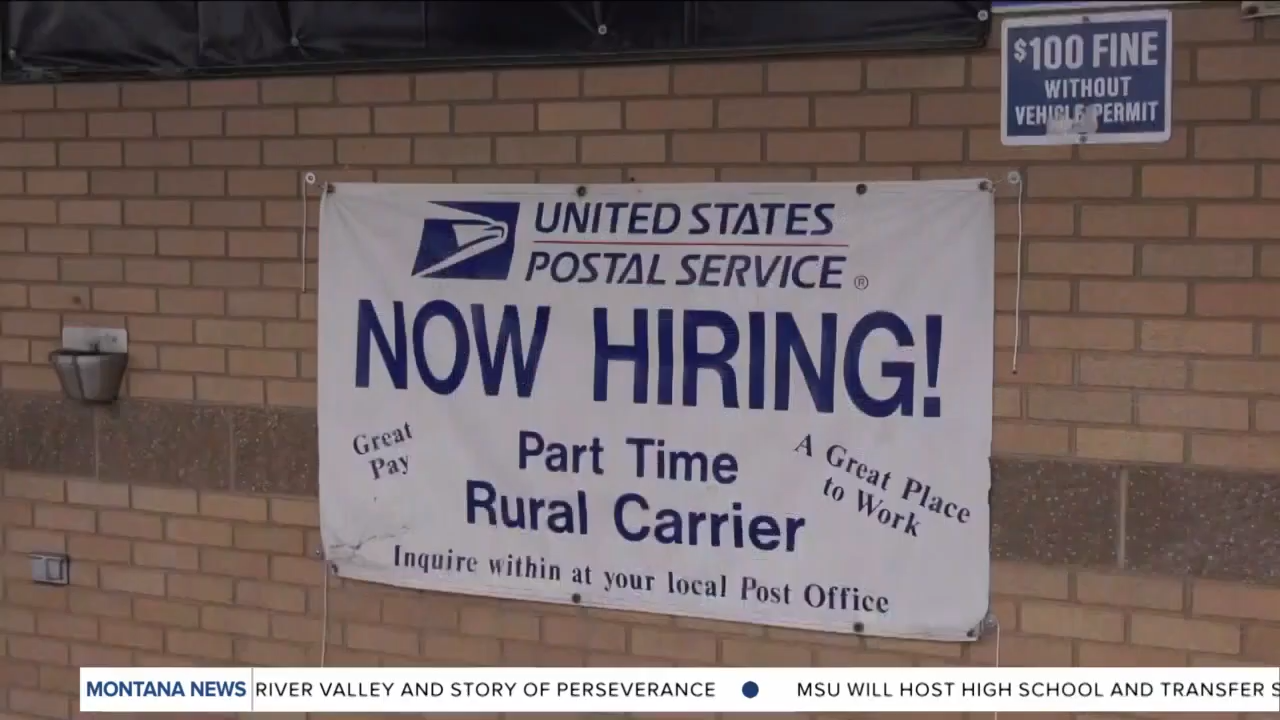 $100 FINE
WITHOUT
VEHICLE PERMIT
UNITED STATES
POSTAL SERVICE ®
NOW HIRING!
Great
Pay
Part Time
Rural Carrier
A Great Place
to Work
Inquire within at your local Post Office
MONTANA NEWS RIVER VALLEY AND STORY OF PERSEVERANCE ● MSU WILL HOST HIGH SCHOOL AND TRANSFER S